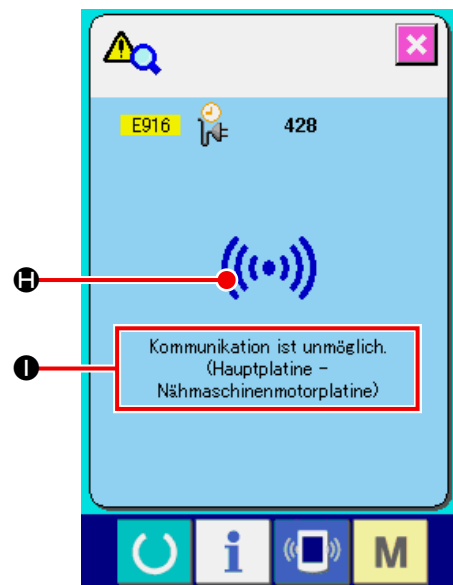 E916 428
H
I
Kommunikation ist unmöglich.
(Hauptplatine -
Nähmaschinenmotorplatine)
i M